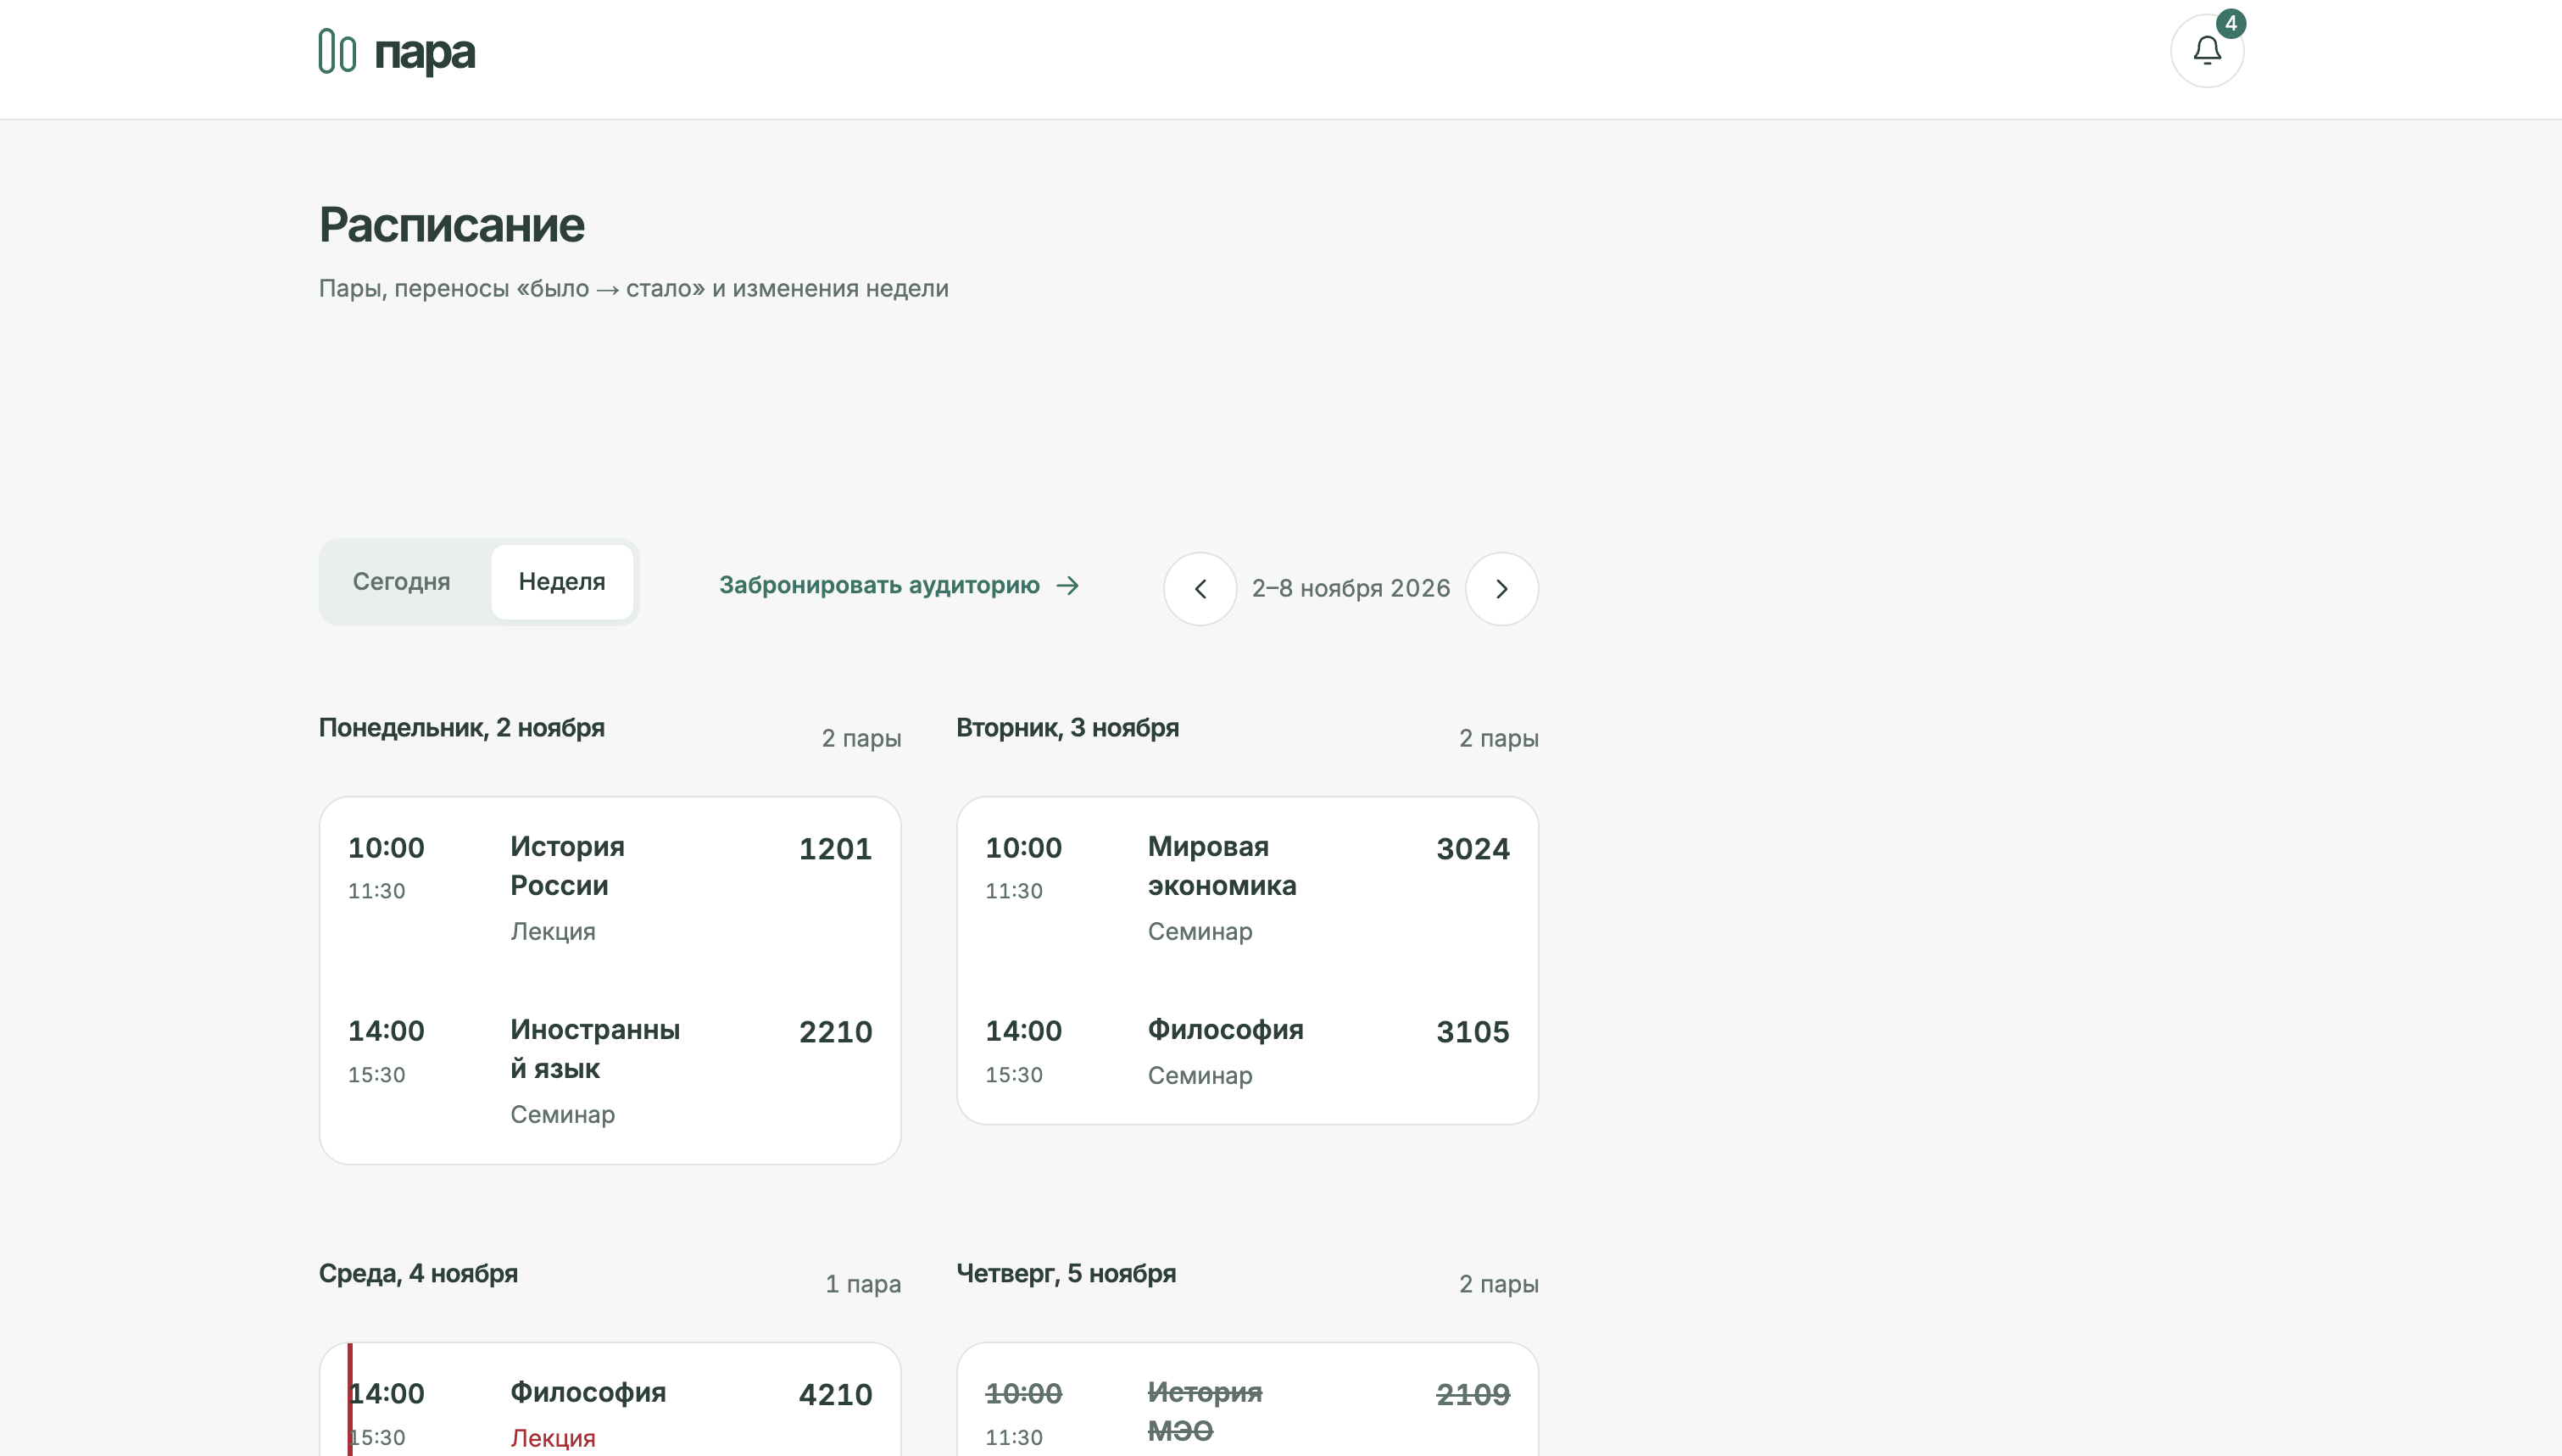 пара
4
Расписание
Пары, переносы «было → стало» и изменения недели
Сегодня
Неделя
Забронировать аудиторию →
2–8 ноября 2026
Понедельник, 2 ноября
2 пары
10:00
11:30
История
России
Лекция
1201
14:00
15:30
Иностранны
й язык
Семинар
2210
Вторник, 3 ноября
2 пары
10:00
11:30
Мировая
экономика
Семинар
3024
14:00
15:30
Философия
Семинар
3105
Среда, 4 ноября
1 пара
14:00
15:30
Философия
Лекция
4210
Четверг, 5 ноября
2 пары
10:00
11:30
История
МЭО
2109